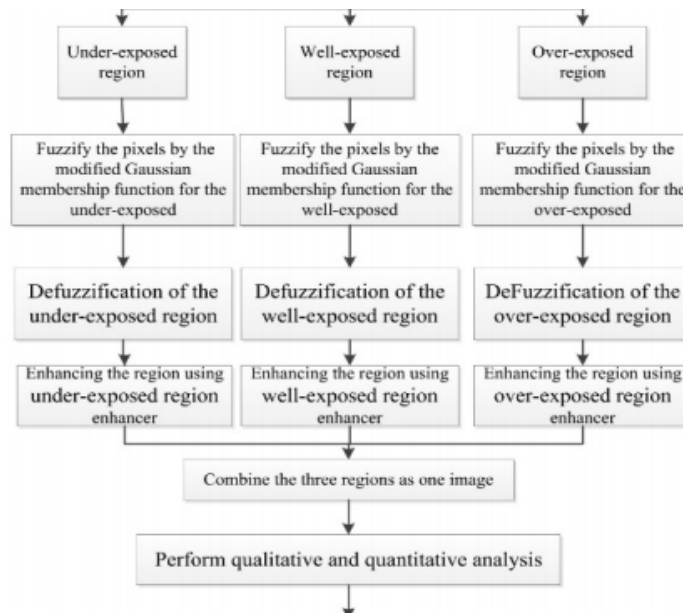 Under-exposed
region
Well-exposed
region
Over-exposed
region
Fuzzify the pixels by the
modified Gaussian
membership function for the
under-exposed
Fuzzify the pixels by the
modified Gaussian
membership function for the
well-exposed
Fuzzify the pixels by the
modified Gaussian
membership function for the
over-exposed
Defuzzification of the
under-exposed region
Defuzzification of the
well-exposed region
DeFuzzification of the
over-exposed region
Enhancing the region using
under-exposed region
enhancer
Enhancing the region using
well-exposed region
enhancer
Enhancing the region using
over-exposed region
enhancer
Combine the three regions as one image
Perform qualitative and quantitative analysis